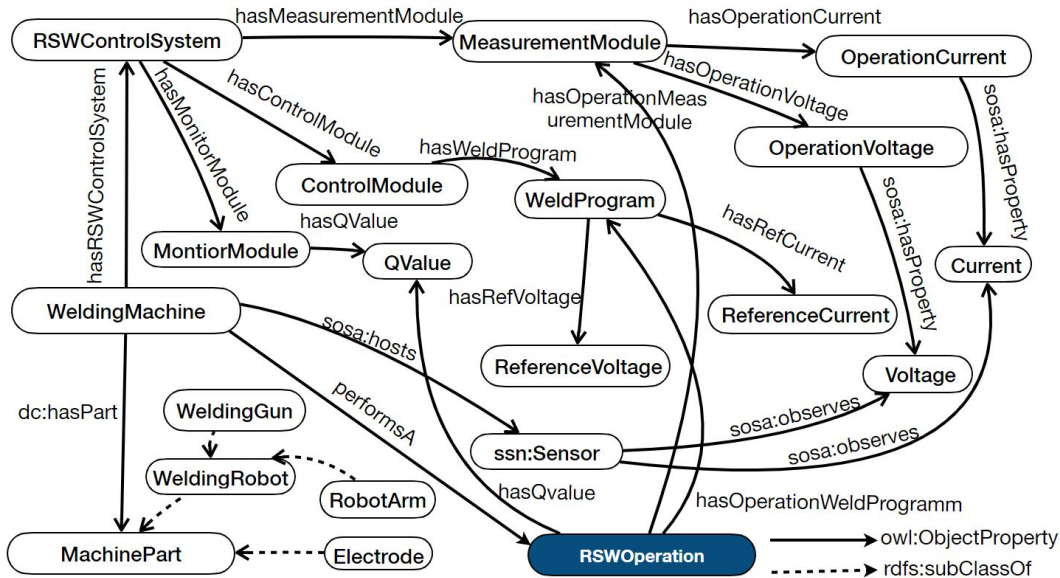 hasMeasurementModule
hasOperationCurrent
RSWControlSystem
MeasurementModule
OperationCurrent
hasOperationVoltage
hasControlModule
hasMonitorModule
hasRSWControlSystem
hasOperationMeas
urementModule
sosa:hasProperty
hasWeldProgram
OperationVoltage
ControlModule
WeldProgram
hasQValue
MontiorModule
QValue
hasRefCurrent
sosa:hasProperty
Current
hasRefVoltage
WeldingMachine
ReferenceCurrent
sosa:hosts
ReferenceVoltage
Voltage
performsA
dc:hasPart
WeldingGun
sosa:observes
ssn:Sensor
sosa:observes
WeldingRobot
RobotArm
hasQvalue
hasOperationWeldProgramm
MachinePart
Electrode
RSWOperation
owl:ObjectProperty
rdfs:subClassOf